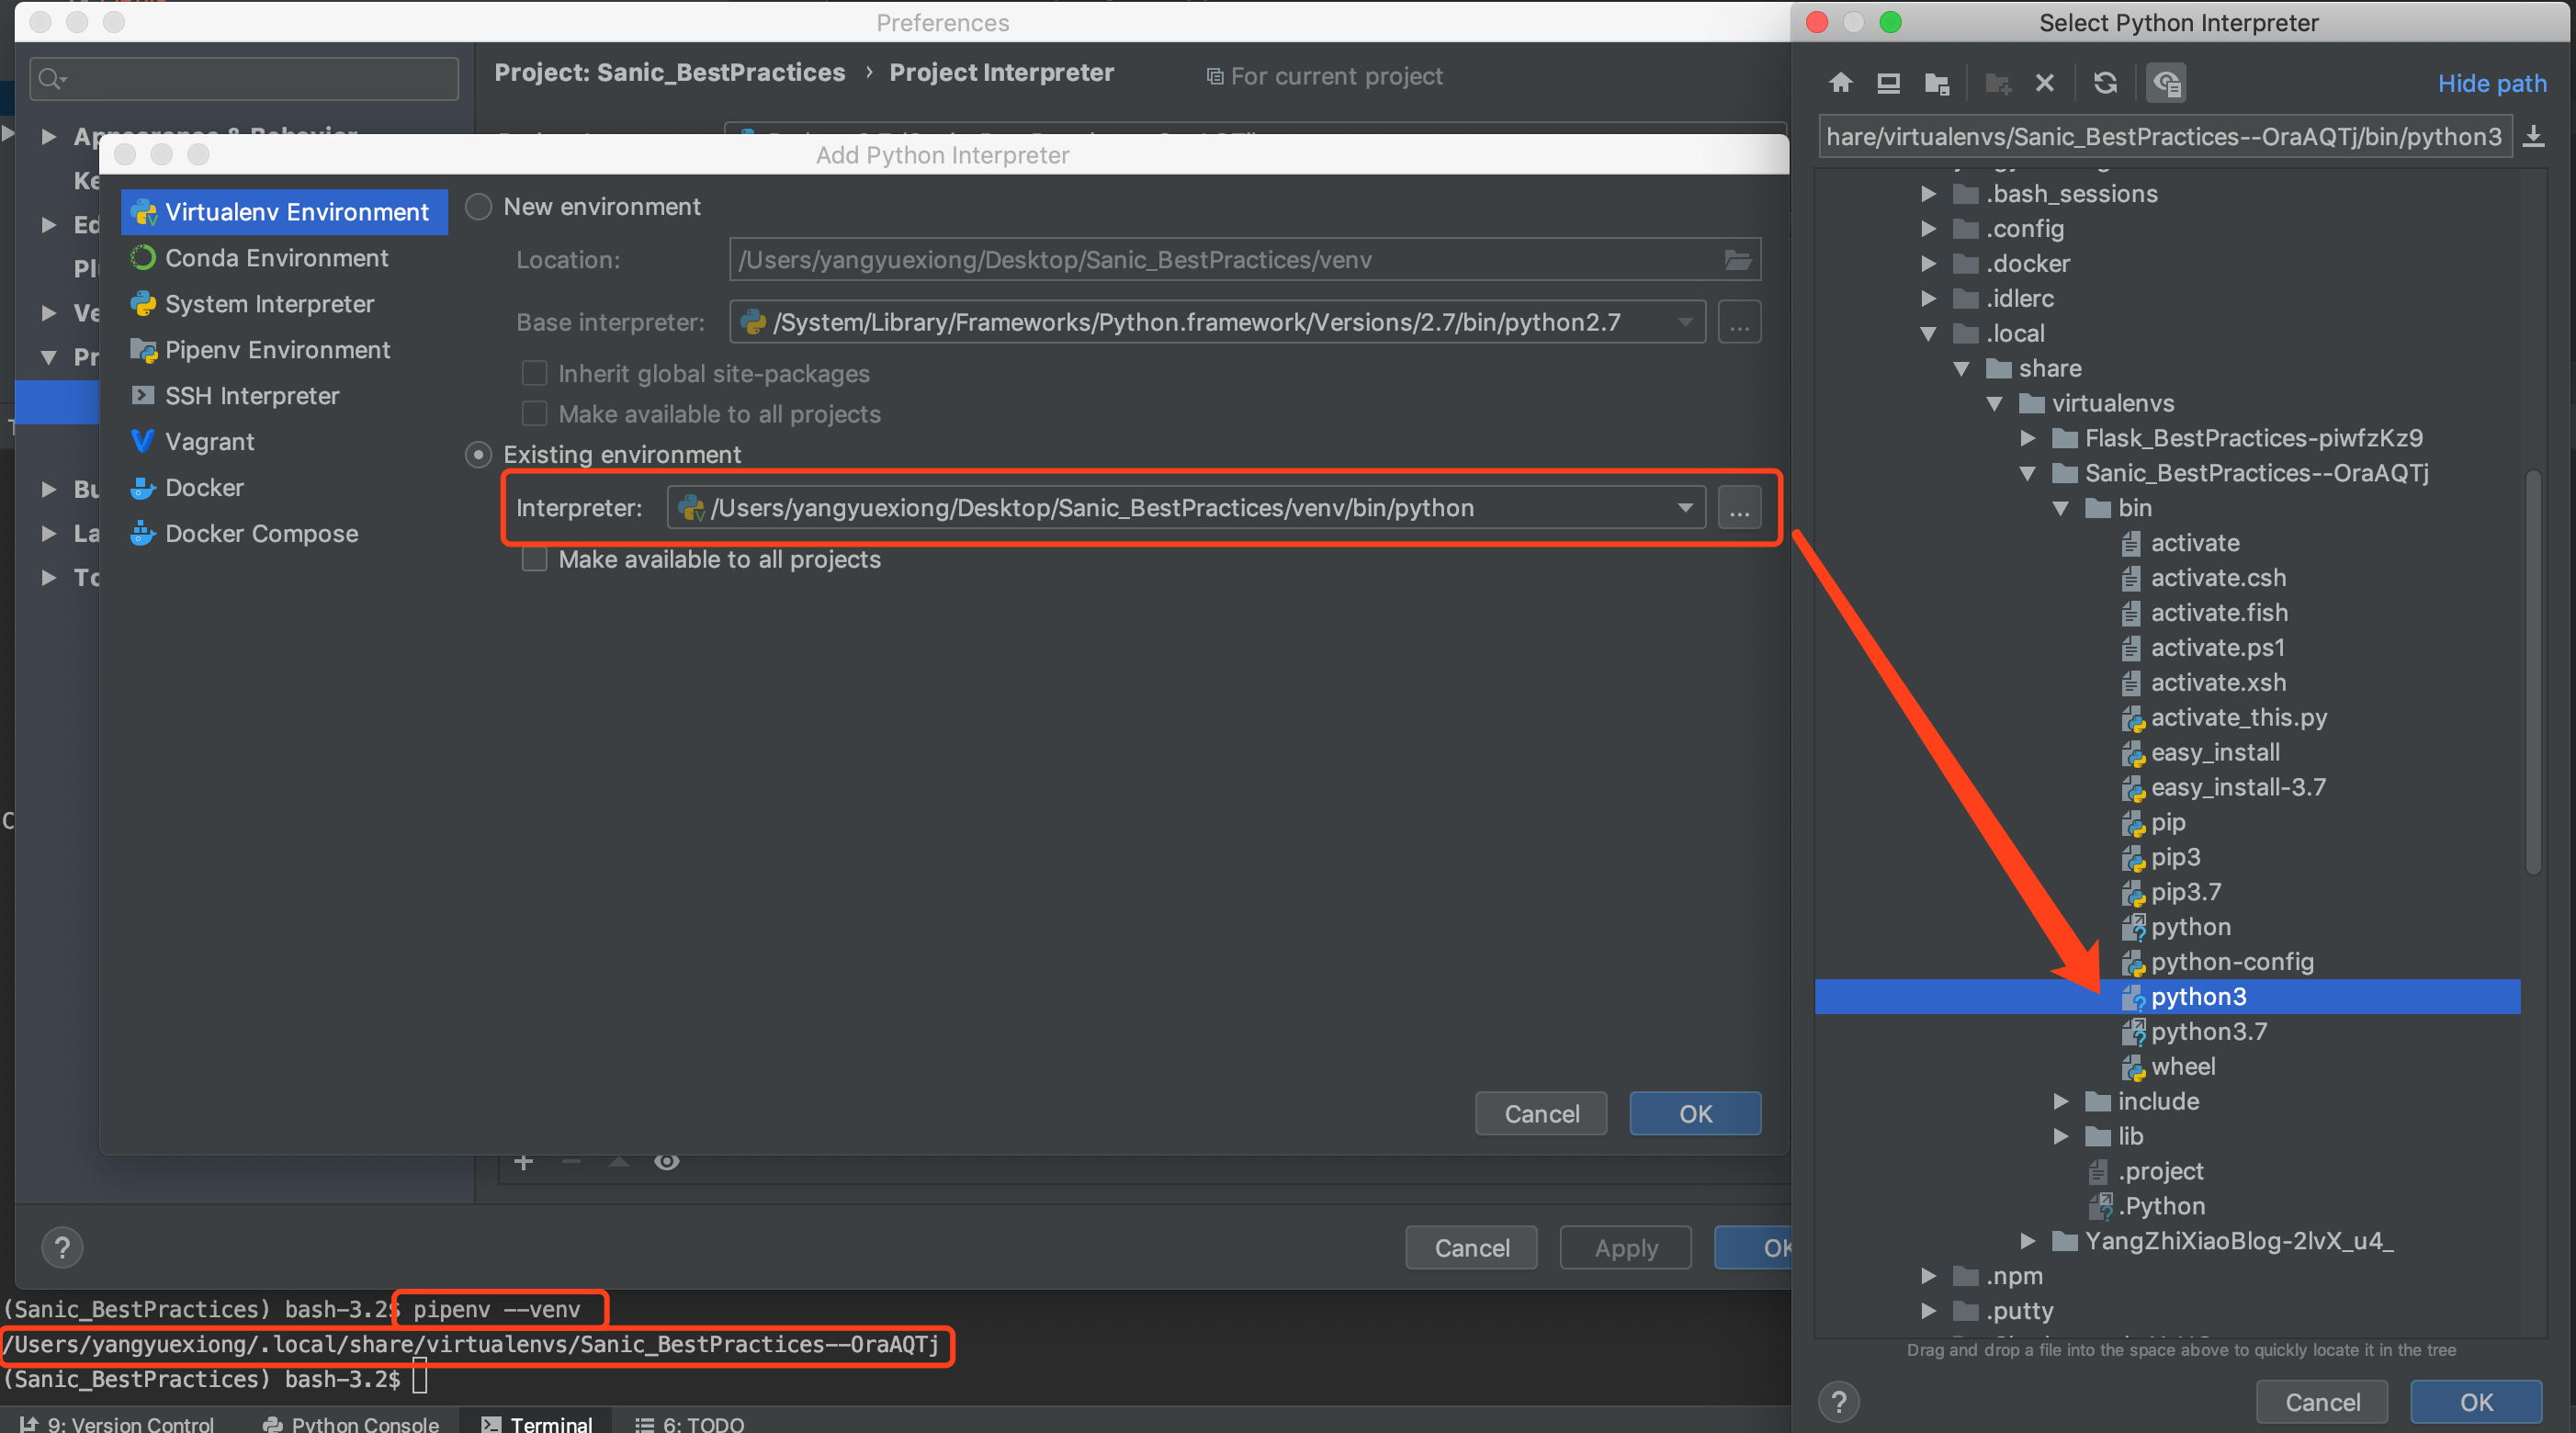 Preferences
Project: Sanic_BestPractices › Project Interpreter
For current project
Appearance & Behavior
Ke
Ed
Plu
Ve
Pr
Bu
La
To
Add Python Interpreter
Virtualenv Environment
Conda Environment
System Interpreter
Pipenv Environment
SSH Interpreter
Vagrant
Docker
Docker Compose
New environment
Location: /Users/yangyuexiong/Desktop/Sanic_BestPractices/venv
Base interpreter: /System/Library/Frameworks/Python.framework/Versions/2.7/bin/python2.7 ...
Inherit global site-packages
Make available to all projects
Existing environment
Interpreter: /Users/yangyuexiong/Desktop/Sanic_BestPractices/venv/bin/python ...
Make available to all projects
Cancel OK
? Cancel Apply OK
(Sanic_BestPractices) bash-3.2$ pipenv --venv
/Users/yangyuexiong/.local/share/virtualenvs/Sanic_BestPractices--OraAQTj
(Sanic_BestPractices) bash-3.2$
9: Version Control Python Console Terminal 6: TODO
Select Python Interpreter
Hide path
hare/virtualenvs/Sanic_BestPractices--OraAQTj/bin/python3
.bash_sessions
.config
.docker
.idlerc
.local
share
virtualenvs
Flask_BestPractices-piwfzKz9
Sanic_BestPractices--OraAQTj
bin
activate
activate.csh
activate.fish
activate.ps1
activate.xsh
activate_this.py
easy_install
easy_install-3.7
pip
pip3
pip3.7
python
python-config
python3
python3.7
wheel
include
lib
.project
.Python
YangZhiXiaoBlog-2lvX_u4_
.npm
.putty
Drag and drop a file into the space above to quickly locate it in the tree
? Cancel OK